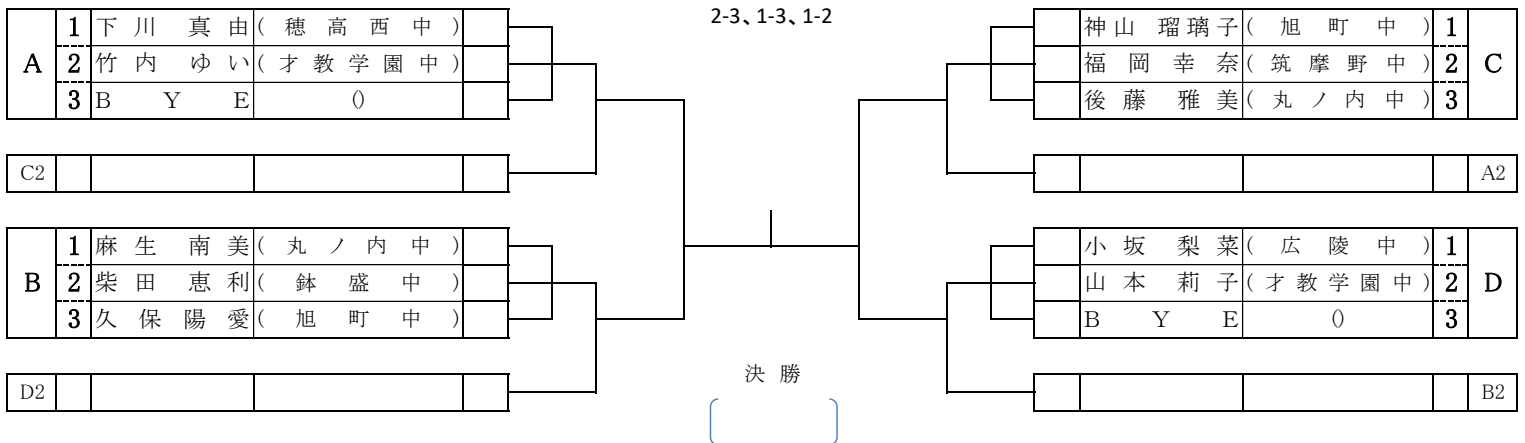 2-3、1-3、1-2
A
1 下川 真由 (穂高西中)
2 竹内 ゆい (才教学園中)
3 BYE ()
C2
B
1 麻生 南美 (丸ノ内中)
2 柴田 恵利 (鉢盛中)
3 久保陽愛 (旭町中)
D2
神山 瑠璃子 (旭町中) 1
福岡幸奈 (筑摩野中) 2
後藤 雅美 (丸ノ内中) 3
C
A2
小坂 梨菜 (広陵中) 1
山本 莉子 (才教学園中) 2
BYE () 3
D
B2
決勝